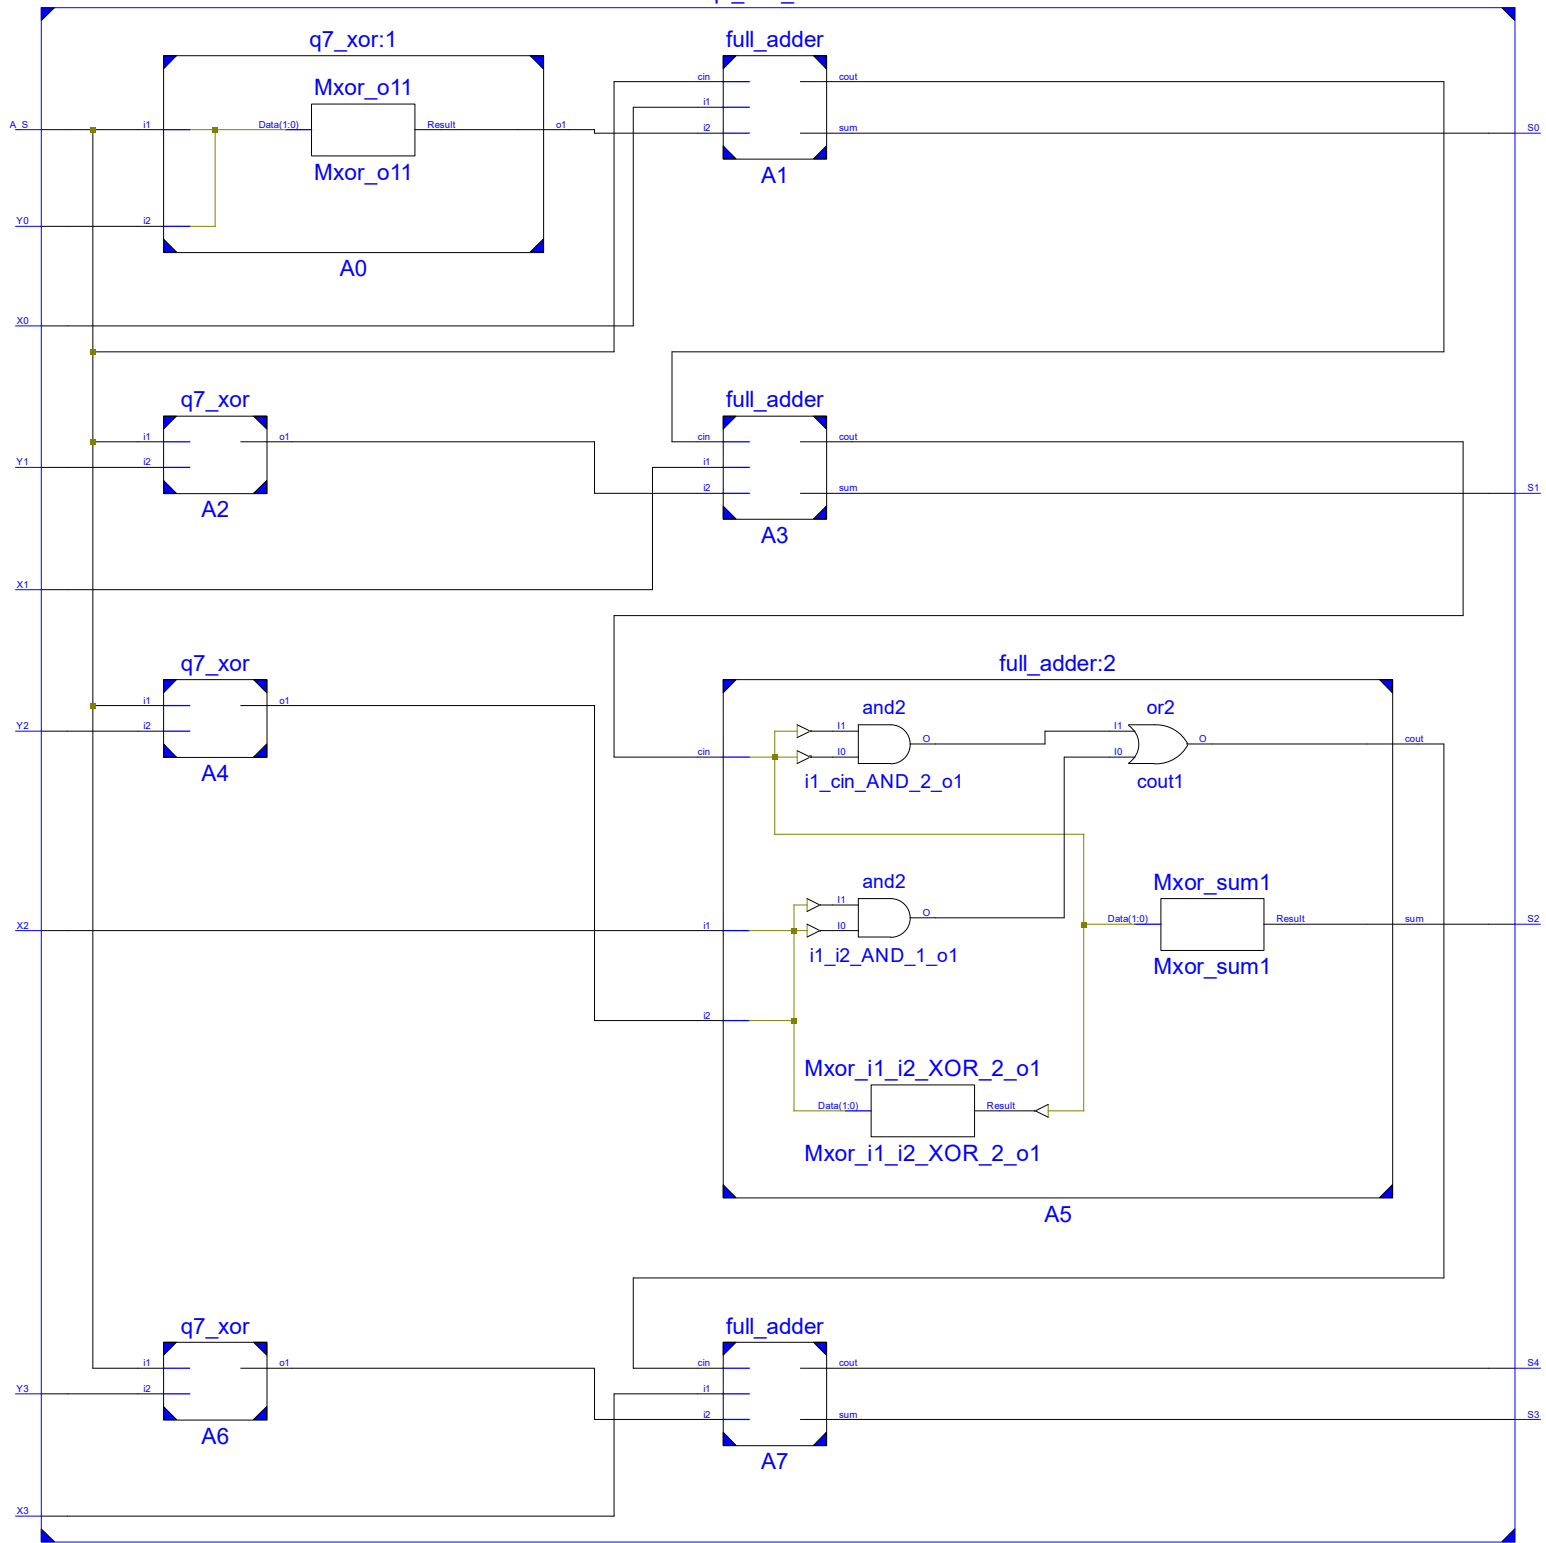 q7_xor:1
full_adder
Mxor_o11
cin
cout
i1
A_S
i1
Data(1:0)
Result
o1
i2
sum
S0
Mxor_o11
A1
Y0
i2
A0
X0
q7_xor
full_adder
i1
o1
cin
cout
Y1
i2
i1
i2
sum
S1
A2
A3
X1
q7_xor
full_adder:2
i1
o1
and2
or2
Y2
i2
I1
I1
O
O
cout
cin
I0
I0
A4
i1_cin_AND_2_o1
cout1
and2
Mxor_sum1
I1
O
Data(1:0)
Result
sum
S2
X2
i1
I0
i1_i2_AND_1_o1
Mxor_sum1
i2
Mxor_i1_i2_XOR_2_o1
Data(1:0)
Result
Mxor_i1_i2_XOR_2_o1
A5
q7_xor
full_adder
i1
o1
cin
cout
S4
Y3
i2
i1
i2
sum
S3
A6
A7
X3